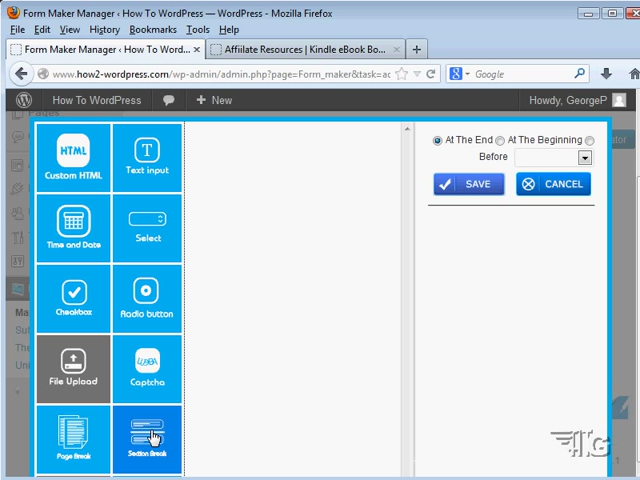 Form Maker Manager ‹ How To WordPress — WordPress - Mozilla Firefox
File Edit View History Bookmarks Tools Help
Form Maker Manager ‹ How To WordPress... Affiliate Resources | Kindle eBook Bo...
www.how2-wordpress.com/wp-admin/admin.php?page=Form_maker&task=ac Google
How To WordPress New Howdy, GeorgeP
Pages
HTML
Custom HTML Text input
At The End At The Beginning
Before
SAVE CANCEL
Time and Date Select
Checkbox Radio button
File Upload Captcha
Page Break Section Break